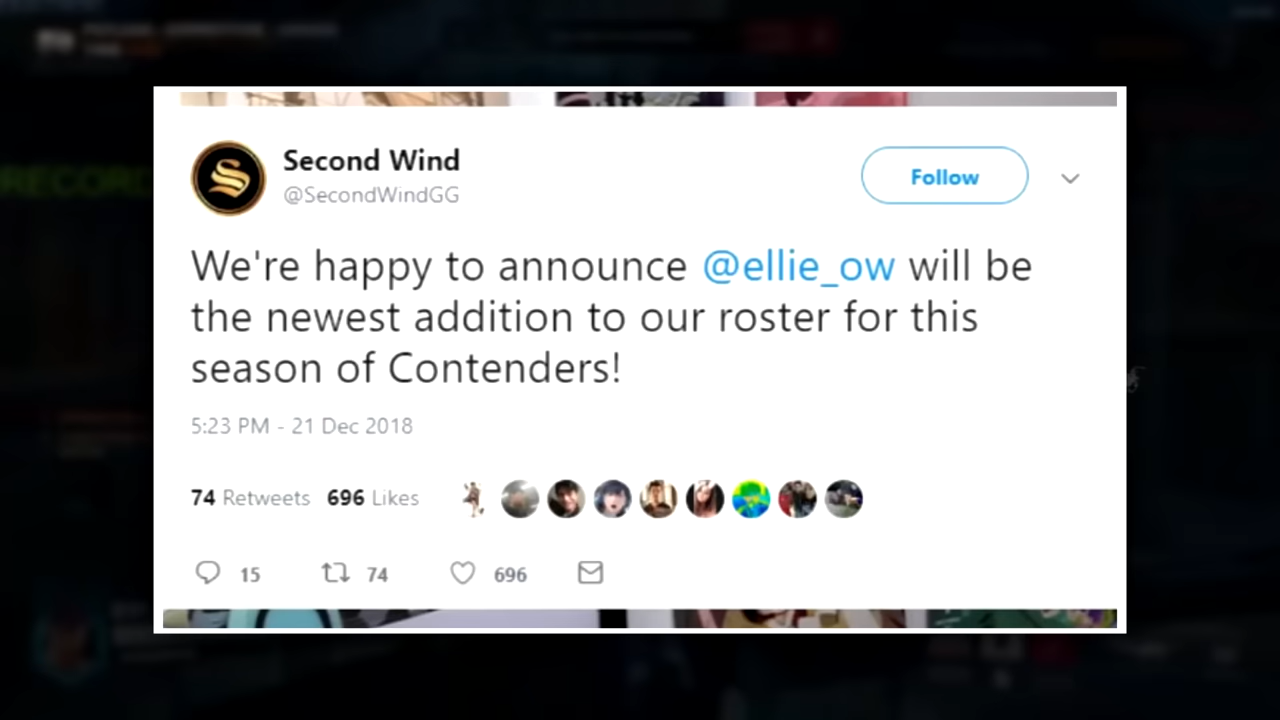 Second Wind
@SecondWindGG
Follow
We're happy to announce @ellie_ow will be
the newest addition to our roster for this
season of Contenders!
5:23 PM - 21 Dec 2018
74 Retweets 696 Likes
15 74 696